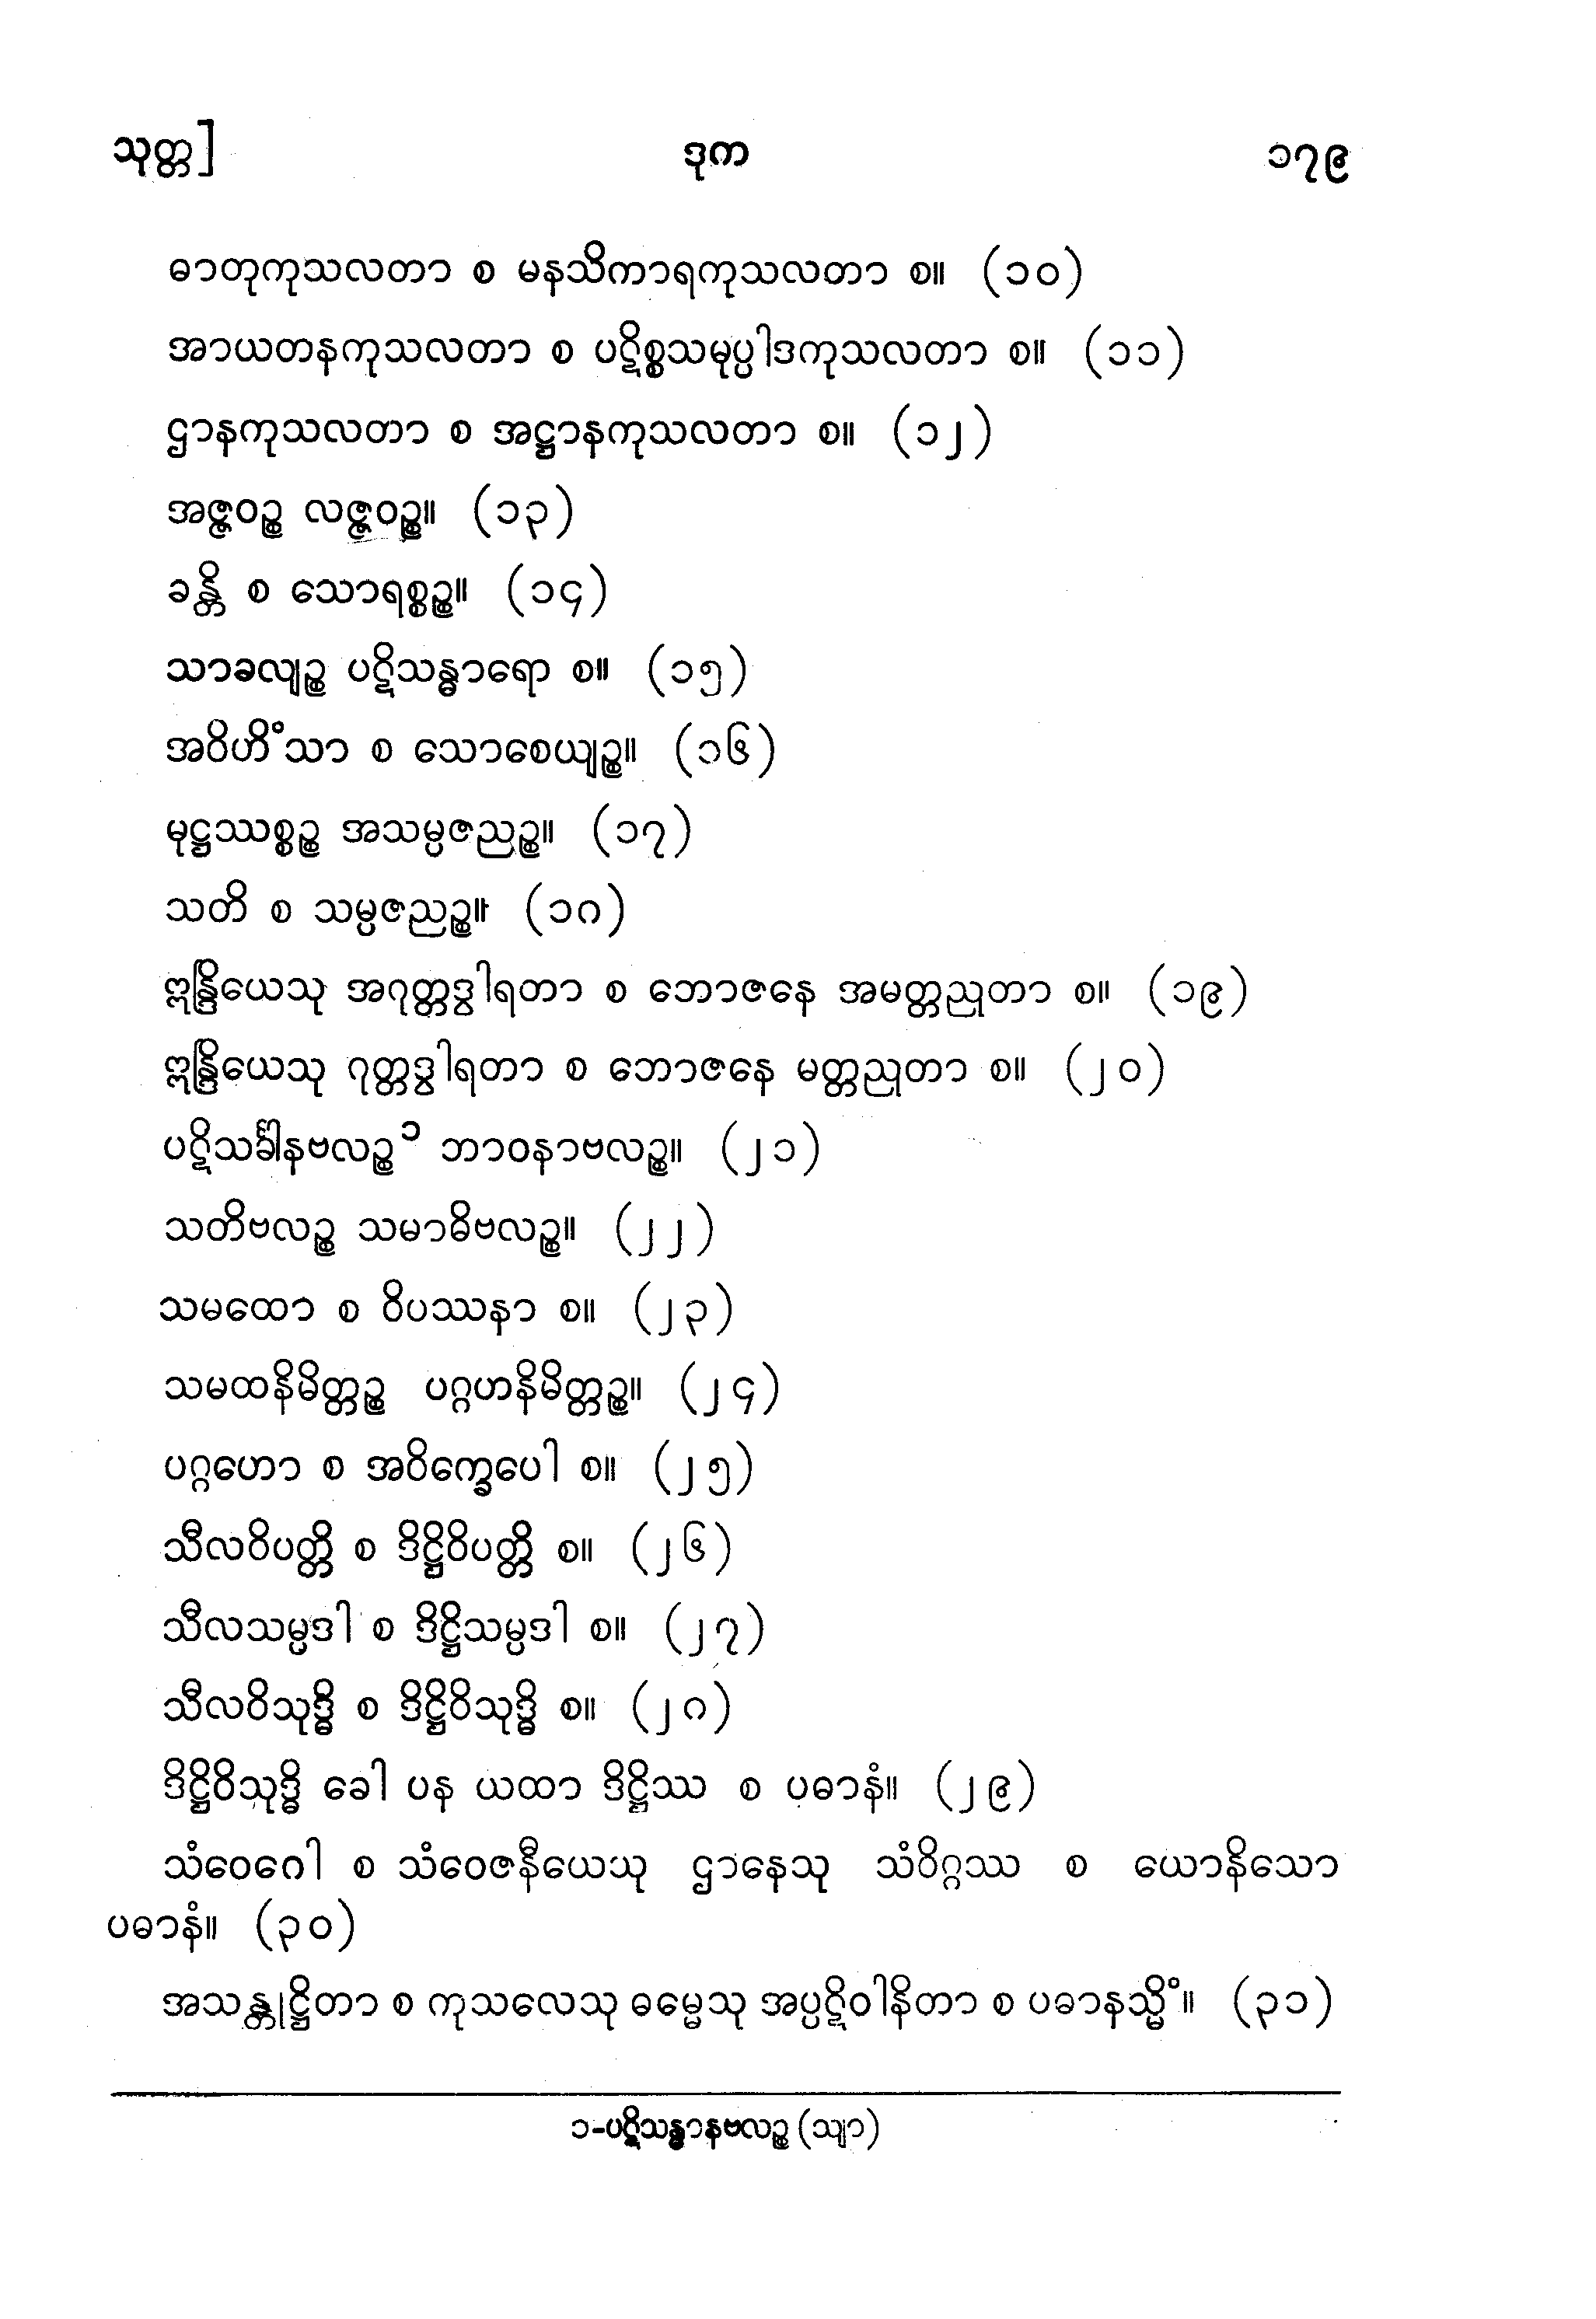 သုတ္တ] ဒုက ၁၇၉
ဓာတုကုသလတာ စ မနသိကာရကုသလတာ စ။ (၁၀)
အာယတနကုသလတာ စ ပဋိစ္စသမုပ္ပါဒကုသလတာ စ။ (၁၁)
ဌာနကုသလတာ စ အဋ္ဌာနကုသလတာ စ။ (၁၂)
အဇ္ဇဝဉ္စ လဇ္ဇဝဉ္စ။ (၁၃)
ခန္တိ စ သောရစ္စဉ္စ။ (၁၄)
သာခလျဉ္စ ပဋိသန္ထာရော စ။ (၁၅)
အဝိဟိံသာ စ သောစေယျဉ္စ။ (၁၆)
မုဋ္ဌဿစ္စဉ္စ အသမ္ပဇညဉ္စ။ (၁၇)
သတိ စ သမ္ပဇညဉ္စ။ (၁၈)
ဣန္ဒြိယေသု အဂုတ္တဒွါရတာ စ ဘောဇနေ အမတ္တညုတာ စ။ (၁၉)
ဣန္ဒြိယေသု ဂုတ္တဒွါရတာ စ ဘောဇနေ မတ္တညုတာ စ။ (၂၀)
ပဋိသင်္ခါနဗလဉ္စ ၁ ဘာဝနာဗလဉ္စ။ (၂၁)
သတိဗလဉ္စ သမာဓိဗလဉ္စ။ (၂၂)
သမထော စ ဝိပဿနာ စ။ (၂၃)
သမထနိမိတ္တဉ္စ ပဂ္ဂဟနိမိတ္တဉ္စ။ (၂၄)
ပဂ္ဂဟော စ အဝိက္ခေပေါ စ။ (၂၅)
သီလဝိပတ္တိ စ ဒိဋ္ဌိဝိပတ္တိ စ။ (၂၆)
သီလသမ္ပဒါ စ ဒိဋ္ဌိသမ္ပဒါ စ။ (၂၇)
သီလဝိသုဒ္ဓိ စ ဒိဋ္ဌိဝိသုဒ္ဓိ စ။ (၂၈)
ဒိဋ္ဌိဝိသုဒ္ဓိ ခေါ ပန ယထာ ဒိဋ္ဌိဿ စ ပဓာနံ။ (၂၉)
သံဝေဂေါ စ သံဝေဇနီယေသု ဌာနေသု သံဝိဂ္ဂဿ စ ယောနိသော
ပဓာနံ။ (၃၀)
အသန္တုဋ္ဌိတာ စ ကုသလေသု ဓမ္မေသု အပ္ပဋိဝါနိတာ စ ပဓာနသ္မိံ။ (၃၁)
၁-ပဋိသန္ဓာနဗလဉ္စ (သျာ)